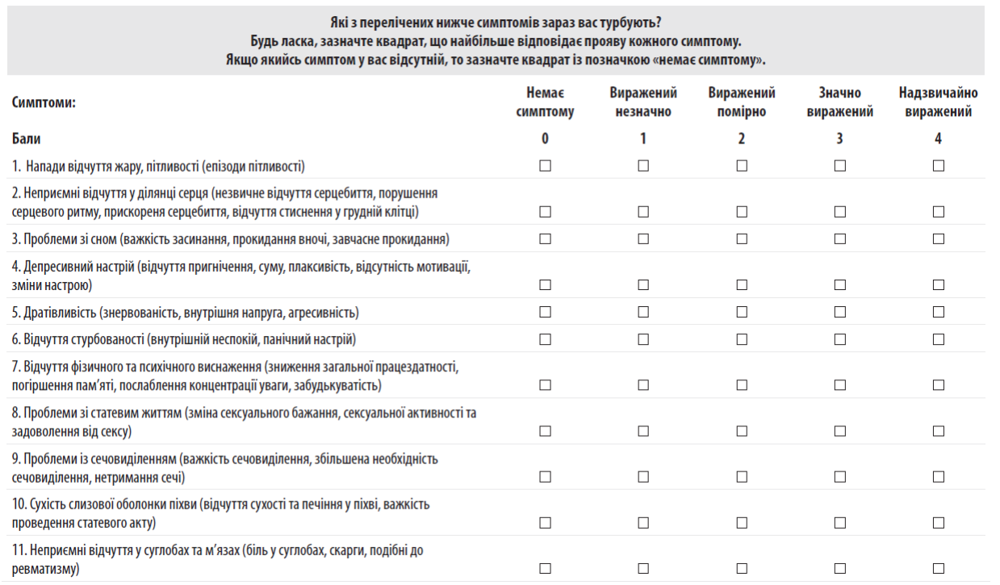 Які з перелічених нижче симптомів зараз вас турбують?
Будь ласка, зазначте квадрат, що найбільше відповідає прояву кожного симптому.
Якщо якийсь симптом у вас відсутній, то зазначте квадрат із позначкою «немає симптому».
Симптоми: Немає симптому Виражений незначно Виражений помірно Значно виражений Надзвичайно виражений
Бали 0 1 2 3 4
1. Напади відчуття жару, пітливості (епізоди пітливості) ☐ ☐ ☐ ☐ ☐
2. Неприємні відчуття у ділянці серця (незвичне відчуття серцебиття, порушення
серцевого ритму, прискореня серцебиття, відчуття стиснення у грудній клітці) ☐ ☐ ☐ ☐ ☐
3. Проблеми зі сном (важкість засинання, прокидання вночі, завчасне прокидання) ☐ ☐ ☐ ☐ ☐
4. Депресивний настрій (відчуття пригнічення, суму, плаксивість, відсутність мотивації,
зміни настрою) ☐ ☐ ☐ ☐ ☐
5. Дратівливість (знервованість, внутрішня напруга, агресивність) ☐ ☐ ☐ ☐ ☐
6. Відчуття стурбованості (внутрішній неспокій, панічний настрій) ☐ ☐ ☐ ☐ ☐
7. Відчуття фізичного та психічного виснаження (зниження загальної працездатності,
погіршення пам’яті, послаблення концентрації уваги, забудькуватість) ☐ ☐ ☐ ☐ ☐
8. Проблеми зі статевим життям (зміна сексуального бажання, сексуальної активності та
задоволення від сексу) ☐ ☐ ☐ ☐ ☐
9. Проблеми із сечовиділенням (важкість сечовиділення, збільшена необхідність
сечовиділення, нетримання сечі) ☐ ☐ ☐ ☐ ☐
10. Сухість слизової оболонки піхви (відчуття сухості та печіння у піхві, важкість
проведення статевого акту) ☐ ☐ ☐ ☐ ☐
11. Неприємні відчуття у суглобах та м’язах (біль у суглобах, скарги, подібні до
ревматизму) ☐ ☐ ☐ ☐ ☐